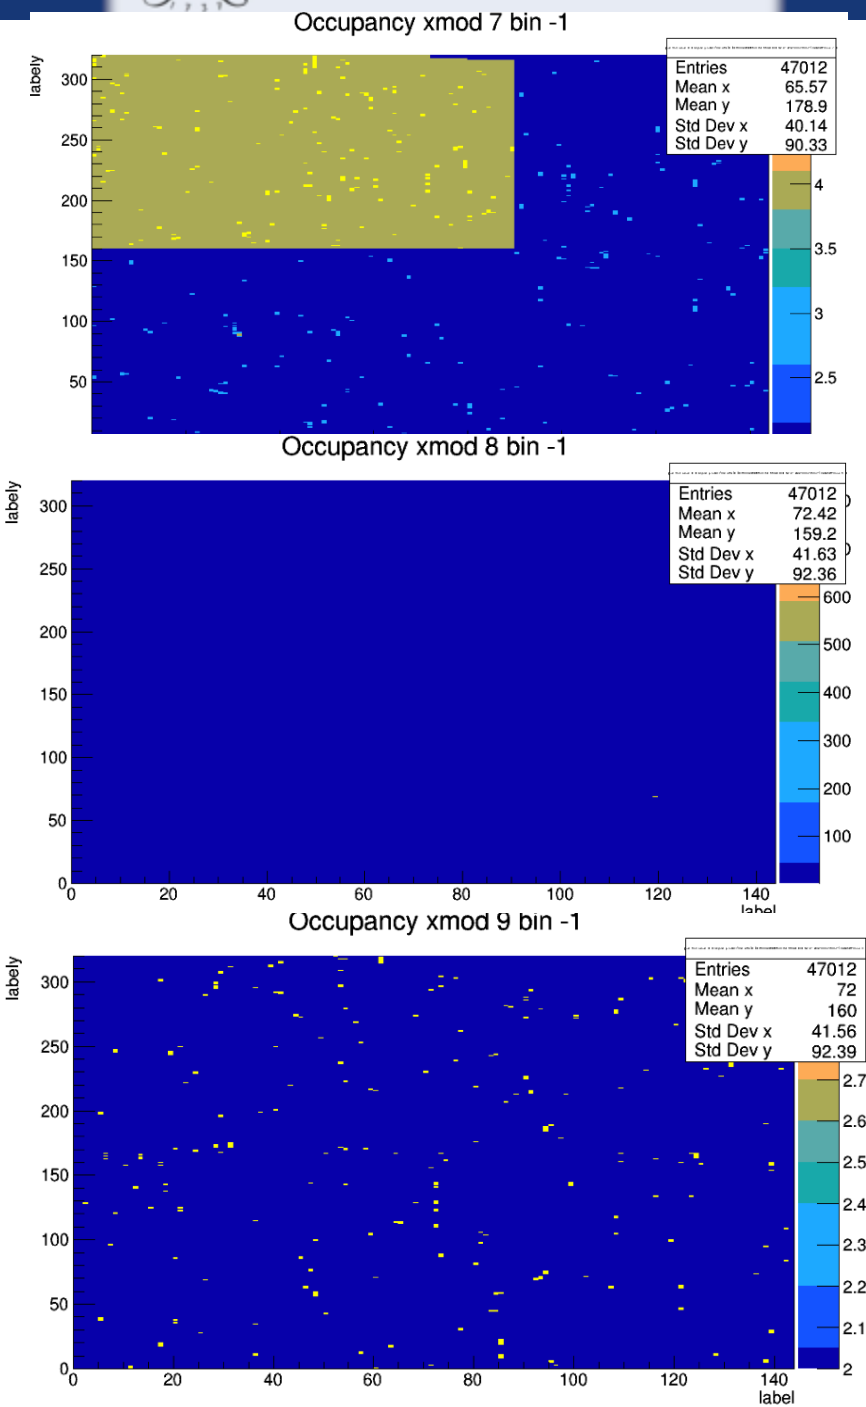 Occupancy xmod 7 bin -1
labely
Entries 47012
Mean x 65.57
Mean y 178.9
Std Dev x 40.14
Std Dev y 90.33
300
250
200
150
100
50
4
3.5
3
2.5
Occupancy xmod 8 bin -1
labely
Entries 47012
Mean x 72.42
Mean y 159.2
Std Dev x 41.63
Std Dev y 92.36
300
250
200
150
100
50
0
600
500
400
300
200
100
0 20 40 60 80 100 120 140
label
Occupancy xmod 9 bin -1
labely
Entries 47012
Mean x 72
Mean y 160
Std Dev x 41.56
Std Dev y 92.39
300
250
200
150
100
50
0
2.7
2.6
2.5
2.4
2.3
2.2
2.1
2
0 20 40 60 80 100 120 140
label